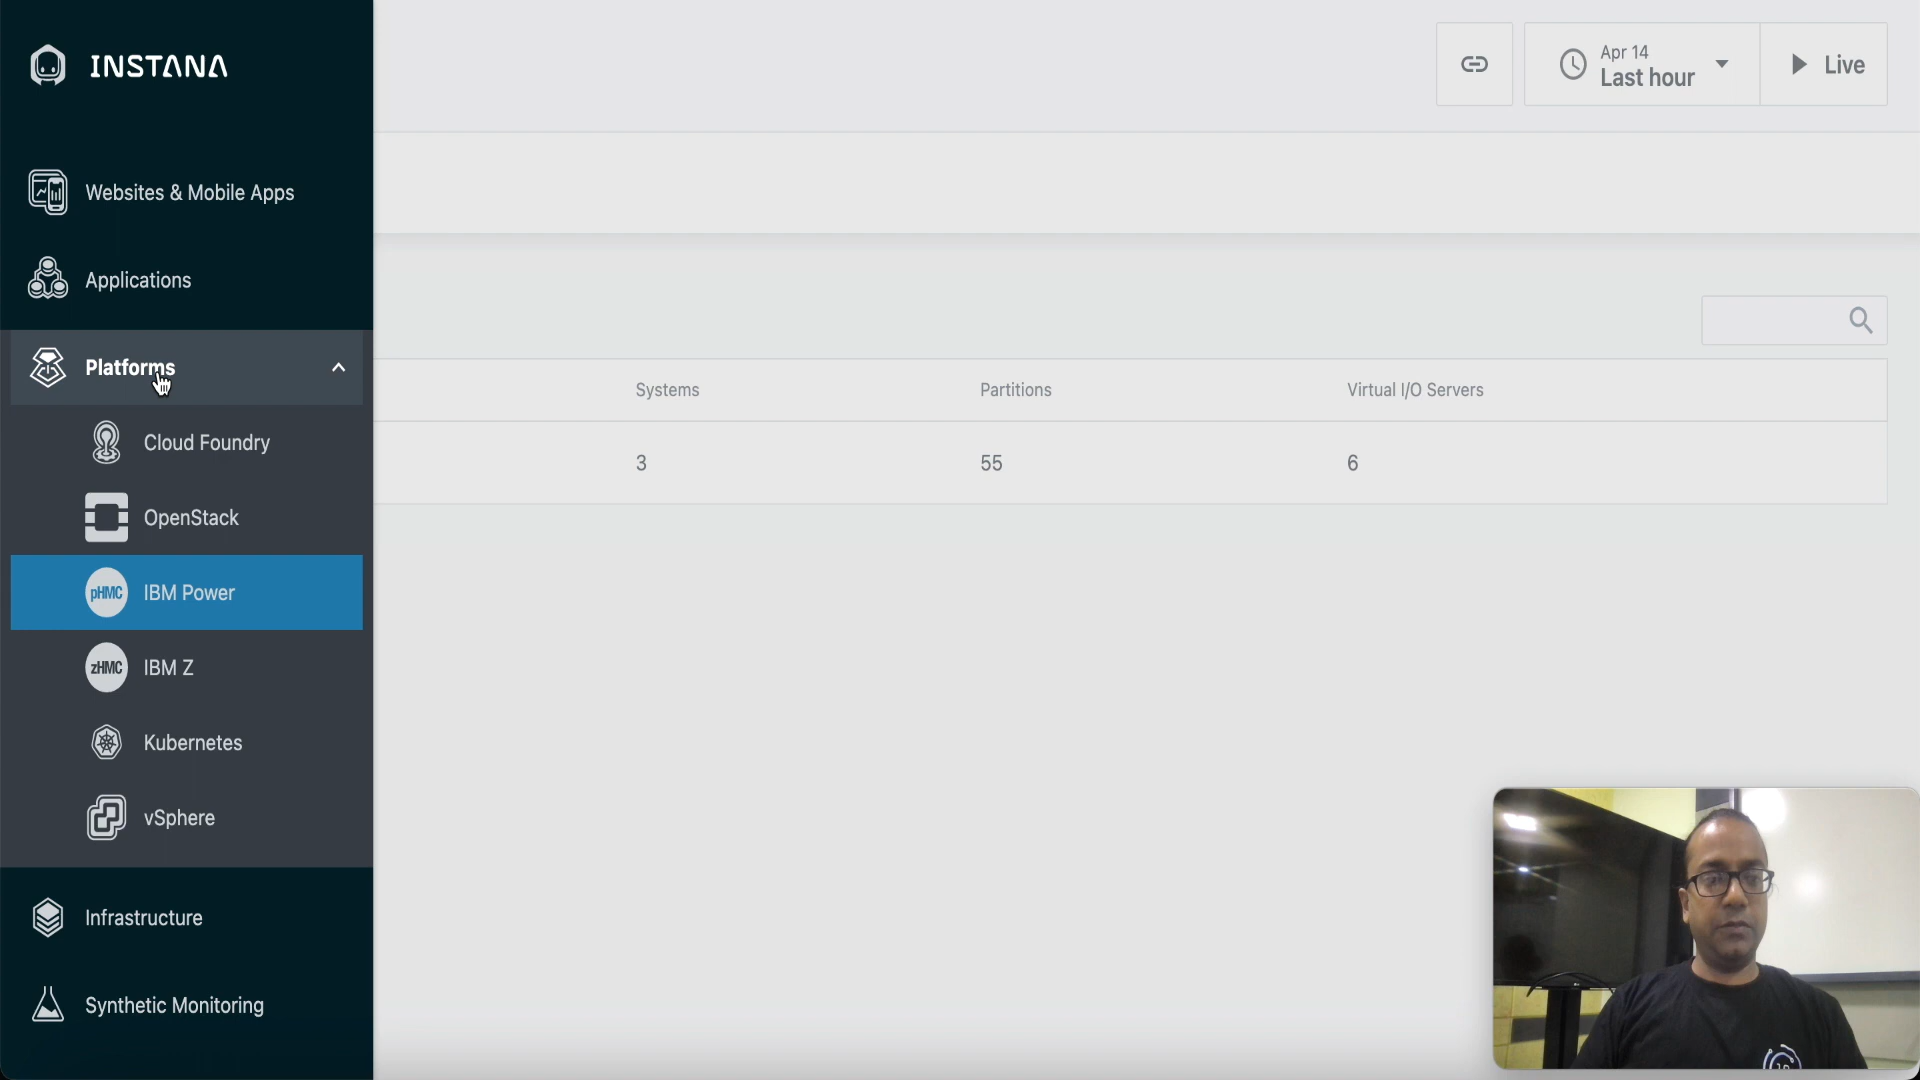 INSTANA
Apr 14
Last hour
Live
Websites & Mobile Apps
Applications
Platforms
Systems
Partitions
Virtual I/O Servers
Cloud Foundry
3
55
6
OpenStack
pHMC
IBM Power
zHMC
IBM Z
Kubernetes
vSphere
Infrastructure
Synthetic Monitoring